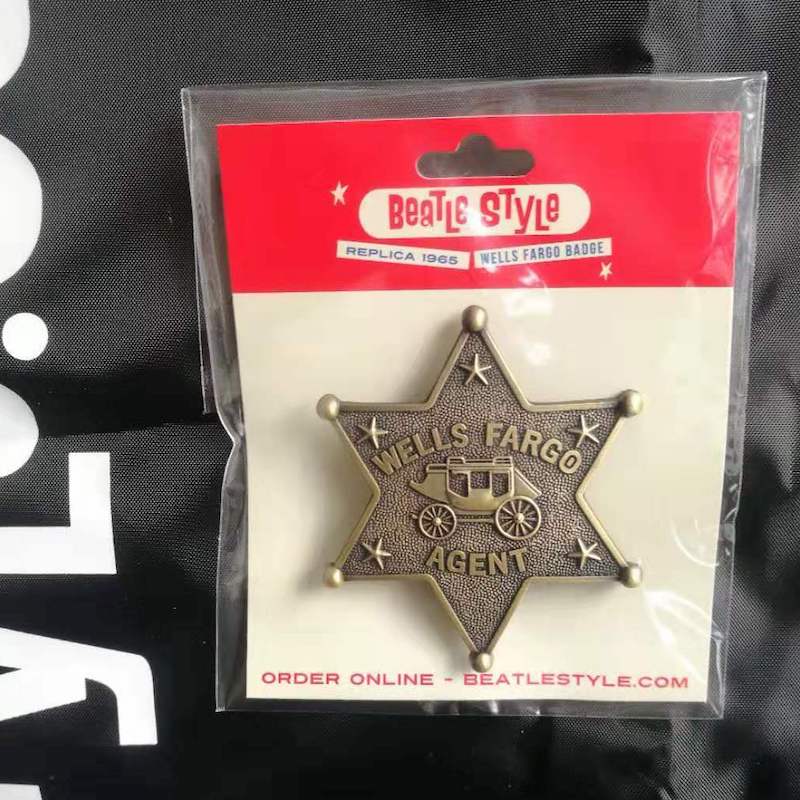 BEATLE STYLE
REPLICA 1965 WELLS FARGO BADGE
WELLS FARGO
AGENT
ORDER ONLINE - BEATLESTYLE.COM